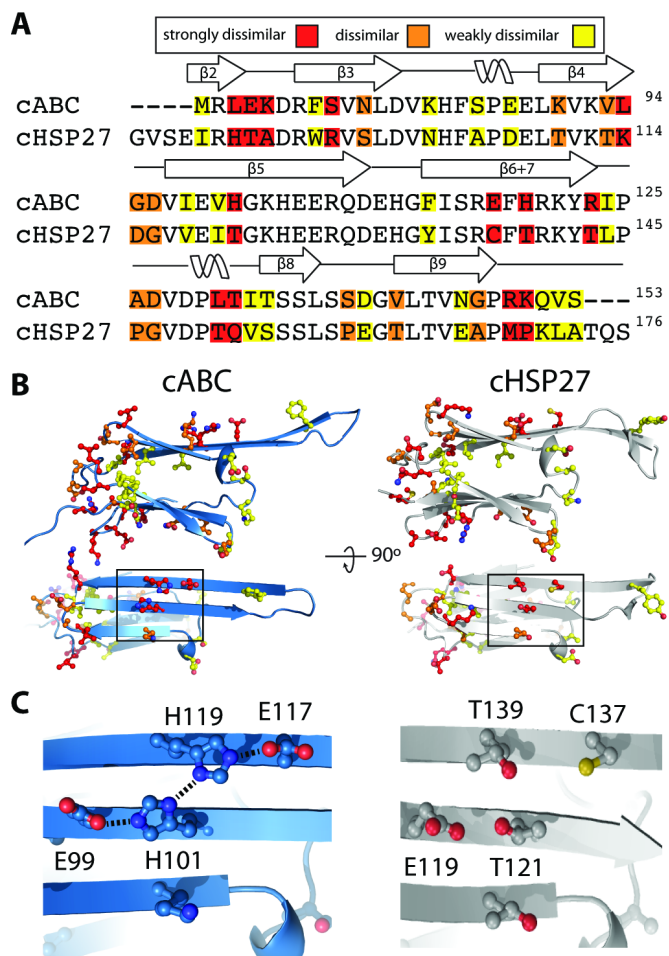 A
strongly dissimilar dissimilar weakly dissimilar
β2 β3 β4
cABC ----MRLEKDRFSVNLDVKHFSPEELKVKVL 94
cHSP27 GVSEIRHTADRWRVSLDVNHFAPDELTVKTK 114
β5 β6+7
cABC GDVIEVHGKHEERQDEHGFISREFHRKYRIP 125
cHSP27 DGVVEITGKHEERQDEHGYISRCFTRKYTLP 145
β8 β9
cABC ADVDPLTITSSLSSDGVLTVNGPRKQVS--- 153
cHSP27 PGVDPTQVSSSLSPEGTLTVEAPMPKLATQS 176
B cABC cHSP27
90º
C
H119 E117 T139 C137
E99 H101 E119 T121